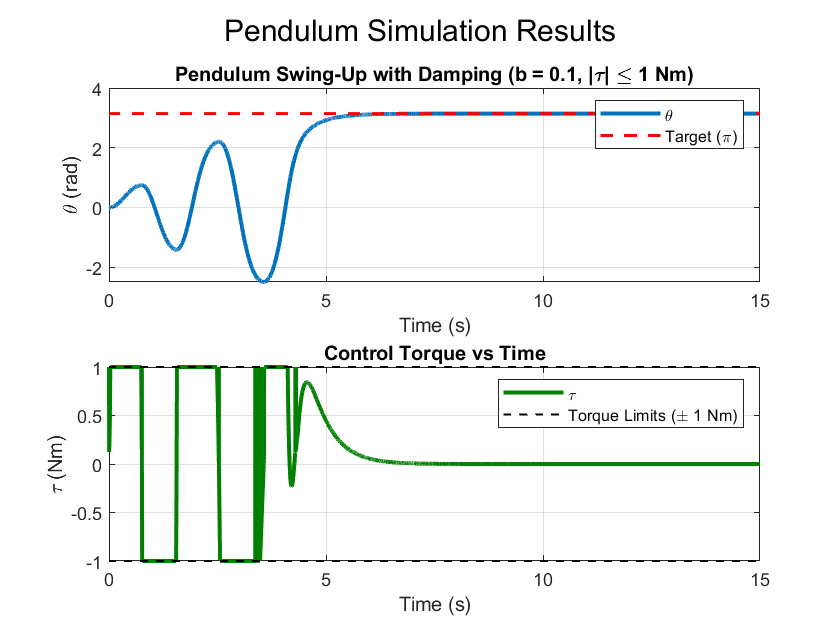 Pendulum Simulation Results
Pendulum Swing-Up with Damping (b = 0.1, |τ| ≤ 1 Nm)
4
2
0
-2
θ (rad)
θ
Target (π)
0
5
10
15
Time (s)
Control Torque vs Time
1
0.5
0
-0.5
-1
τ (Nm)
τ
Torque Limits (± 1 Nm)
0
5
10
15
Time (s)